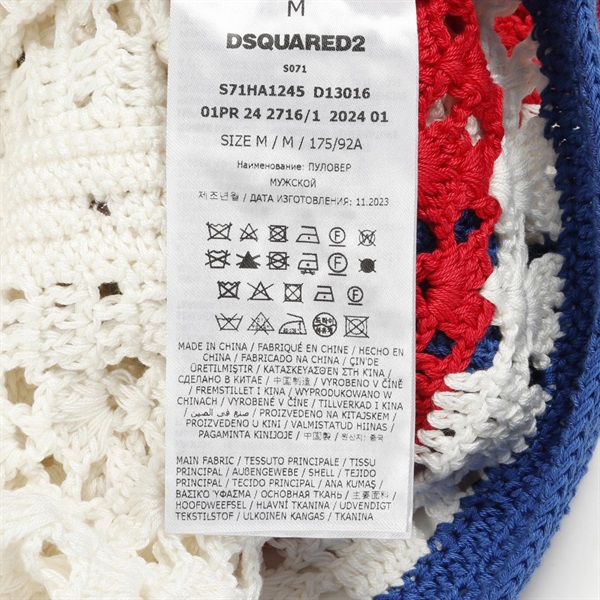 M
DSQUARED2
S071
S71HA1245 D13016
01PR 24 2716/1 2024 01
SIZE M / M / 175/92A
Наименование: ПУЛОВЕР
МУЖСКОЙ
제조년월 / ДАТА ИЗГОТОВЛЕНИЯ: 11.2023
MADE IN CHINA / FABRIQUÉ EN CHINE / HECHO EN
CHINA / FABRICADO NA CHINA / ÇIN'DE
ÜRETILMIŞTIR / ΚΑΤΑΣΚΕΥΑΣΘΕΝ ΣΤΗ ΚΙΝΑ /
СДЕЛАНО В КИТАЕ / 中国制造 / VYROBENO V ČÍNĚ
/ FREMSTILLET I KINA / WYPRODUKOWANO W
CHINACH / VYROBENÉ V ČÍNE / TILLVERKAD I KINA
/ صنع في الصين / PROIZVEDENO NA KITAJSKEM /
PROIZVEDENO U KINI / VALMISTATUD HIINAS /
PAGAMINTA KINIJOJE / 中国製 / 원산지: 중국
MAIN FABRIC / TESSUTO PRINCIPALE / TISSU
PRINCIPAL / AUßENGEWEBE / SHELL / TEJIDO
PRINCIPAL / TECIDO PRINCIPAL / ANA KUMAŞ /
ΒΑΣΙΚΟ ΥΦΑΣΜΑ / ОСНОВНАЯ ТКАНЬ / 主要面料 /
HOOFDWEEFSEL / HLAVNÍ TKANINA / UDVENDIGT
TEKSTILSTOF / ULKOINEN KANGAS / TKANINA